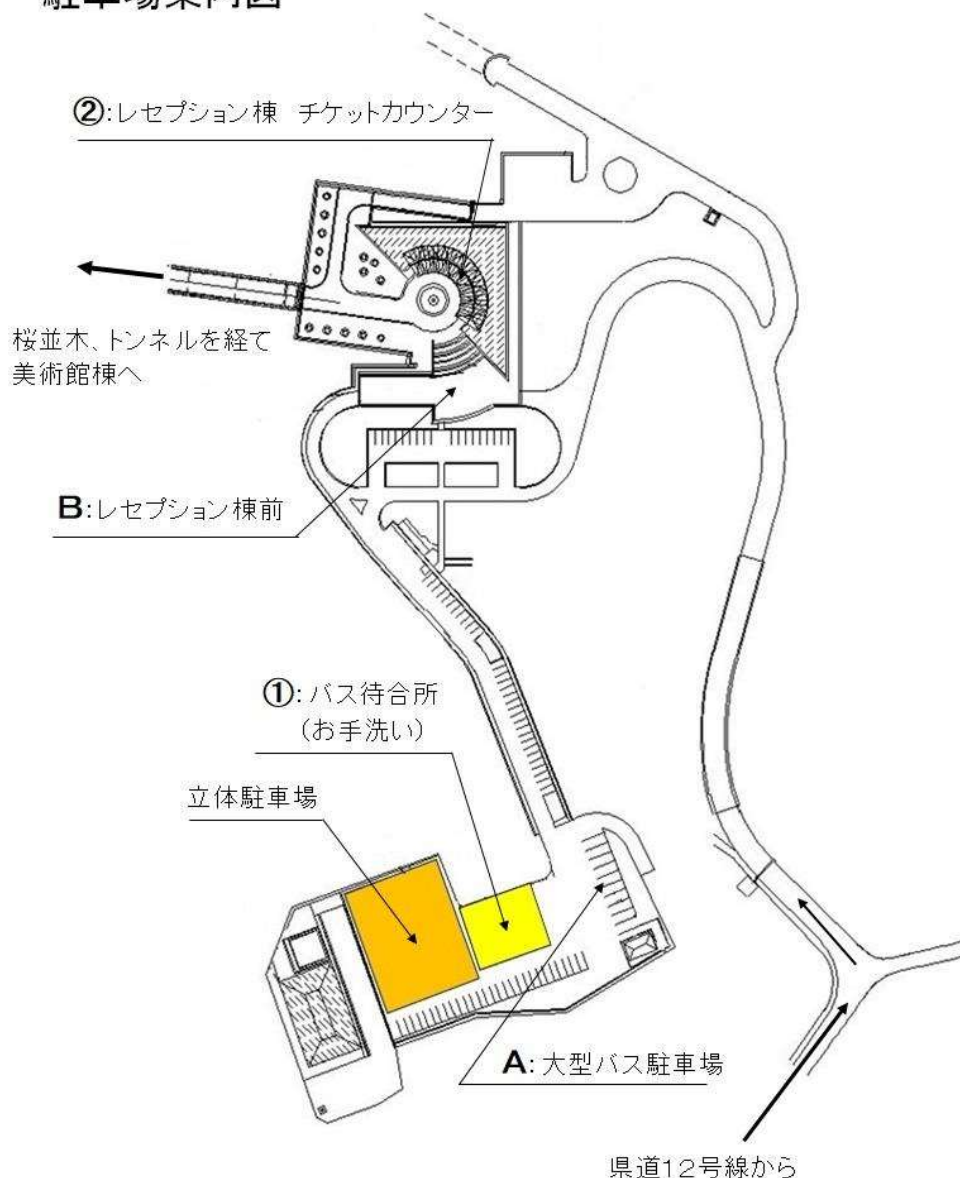 駐車場案内図
②:レセプション棟 チケットカウンター
桜並木、トンネルを経て
美術館棟へ
B:レセプション棟前
①:バス待合所
(お手洗い)
立体駐車場
A:大型バス駐車場
県道12号線から